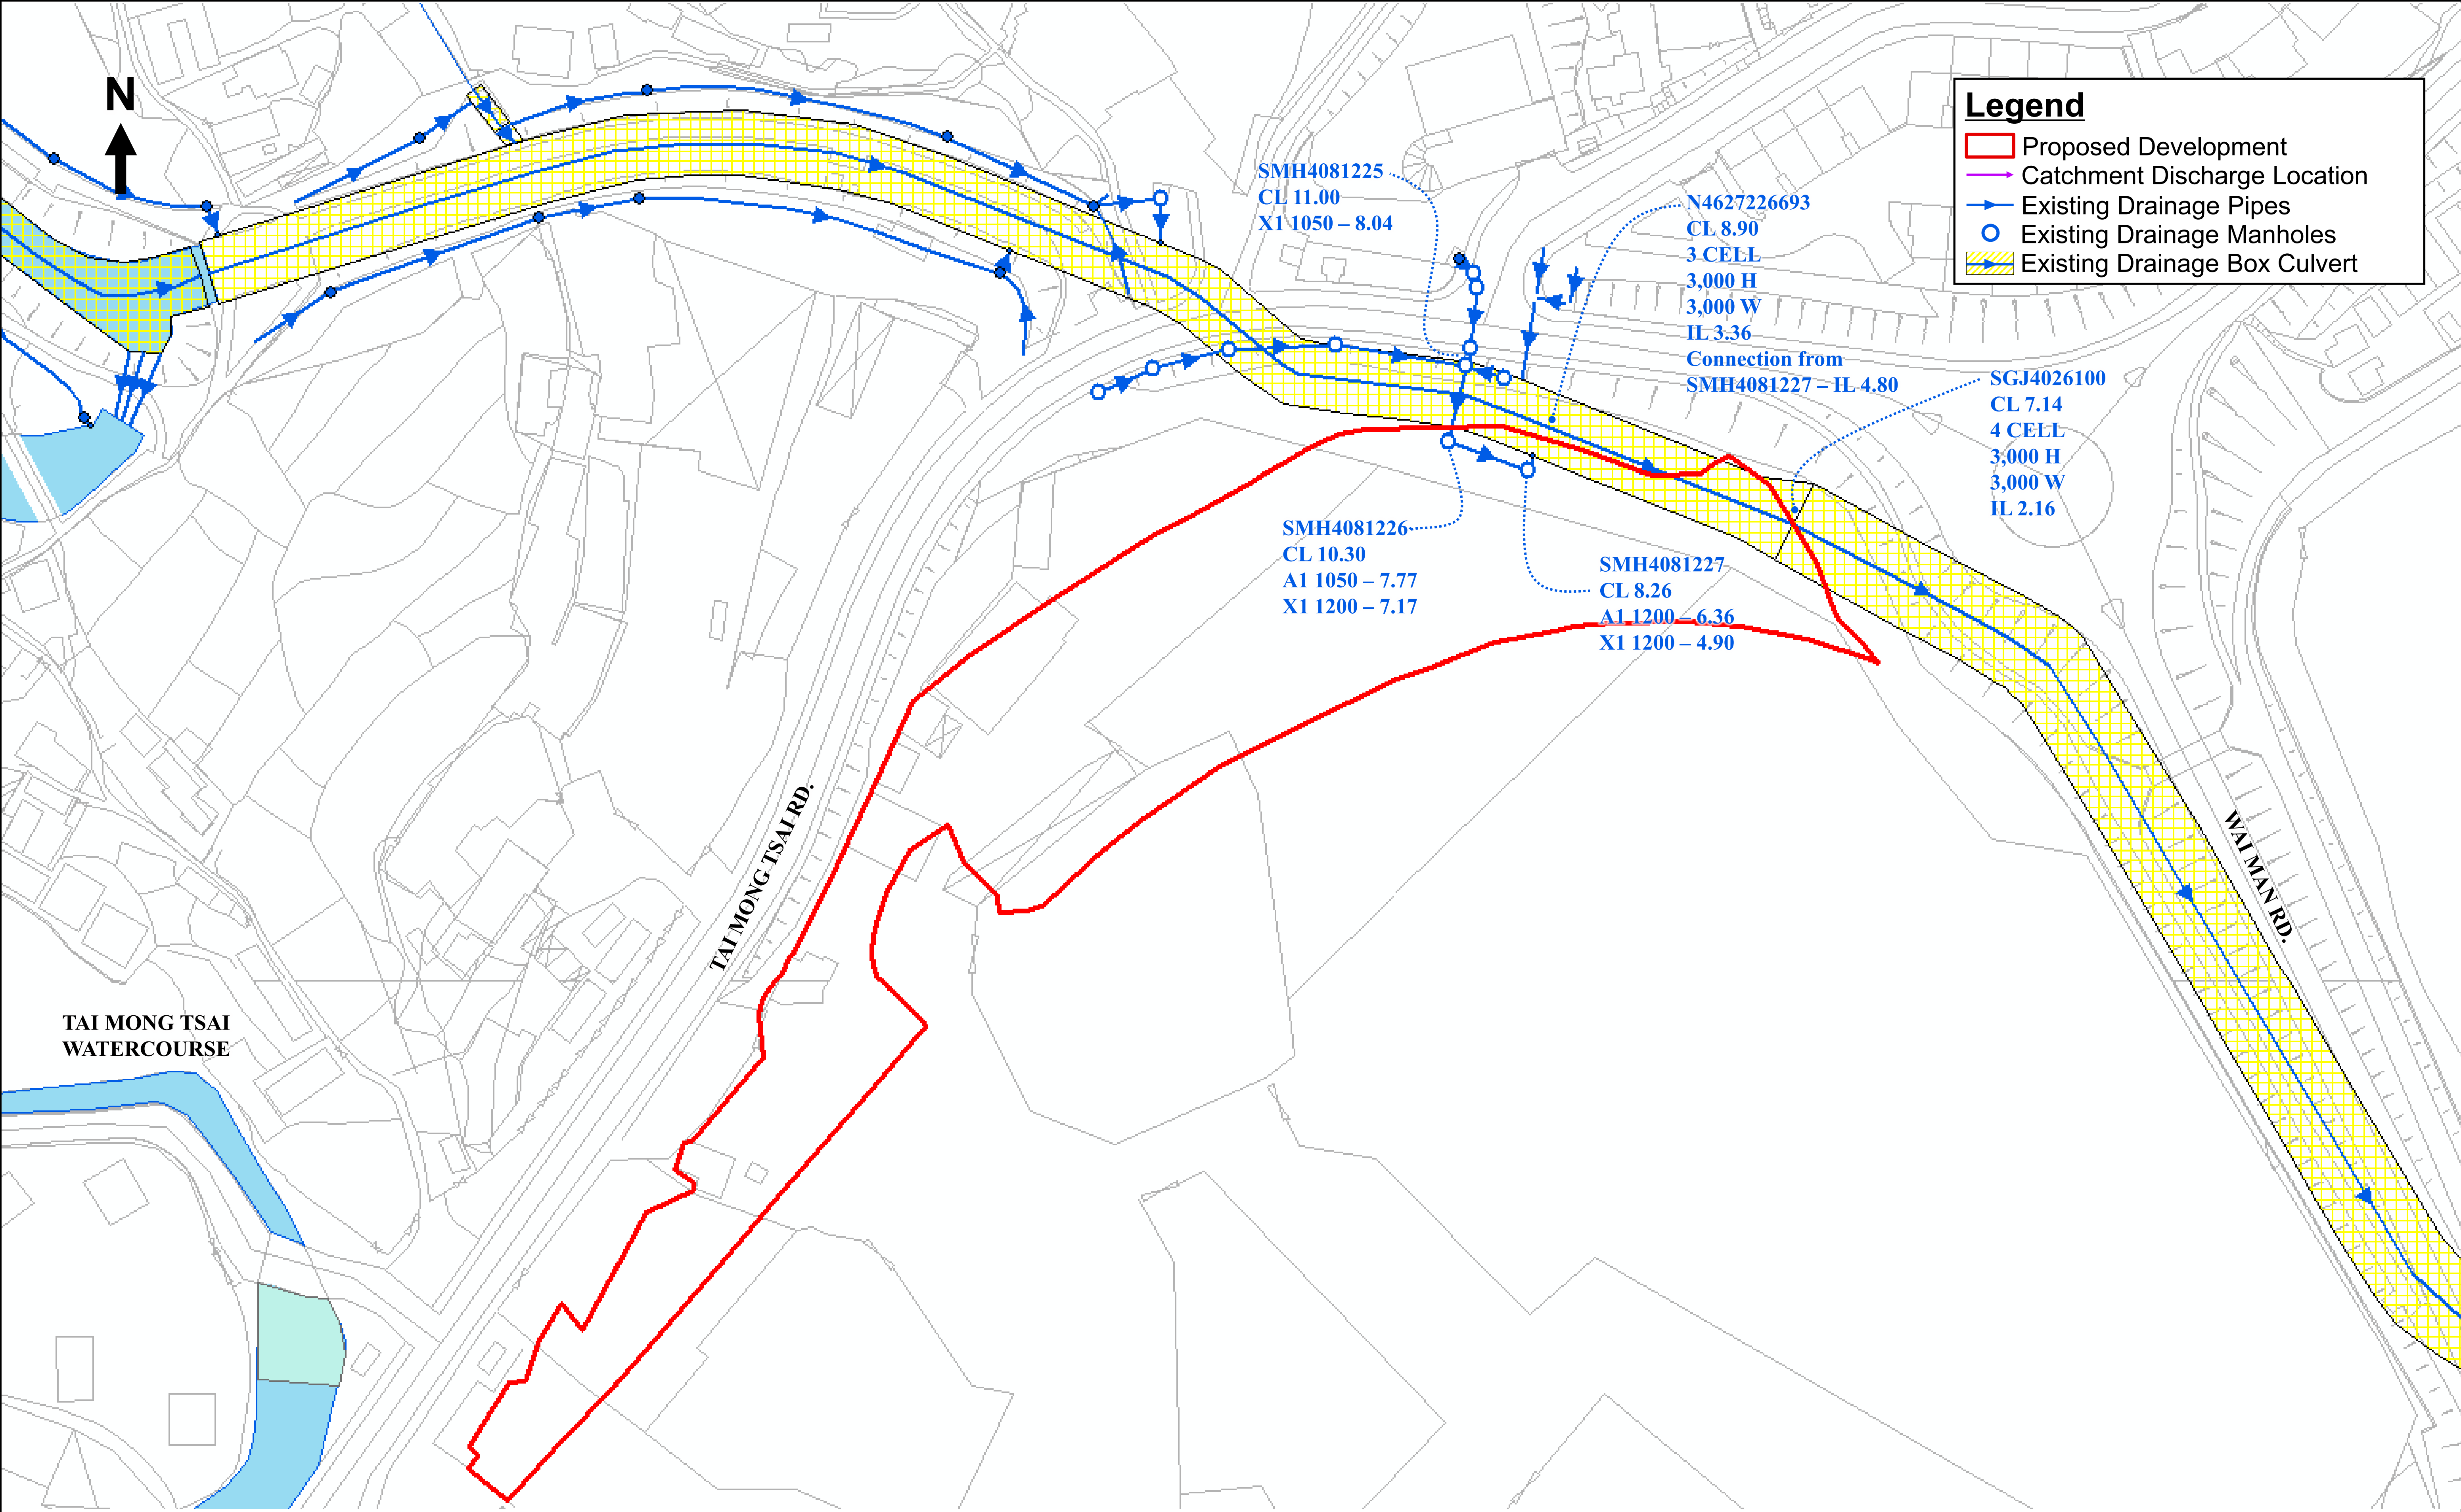 N
Legend
Proposed Development
Catchment Discharge Location
Existing Drainage Pipes
Existing Drainage Manholes
Existing Drainage Box Culvert
SMH4081225
CL 11.00
X1 1050 – 8.04
N4627226693
CL 8.90
3 CELL
3,000 H
3,000 W
IL 3.36
Connection from
SMH4081227 – IL 4.80
SGJ4026100
CL 7.14
4 CELL
3,000 H
3,000 W
IL 2.16
SMH4081226
CL 10.30
A1 1050 – 7.77
X1 1200 – 7.17
SMH4081227
CL 8.26
A1 1200 – 6.36
X1 1200 – 4.90
TAI MONG TSAI RD.
WAI MAN RD.
TAI MONG TSAI
WATERCOURSE